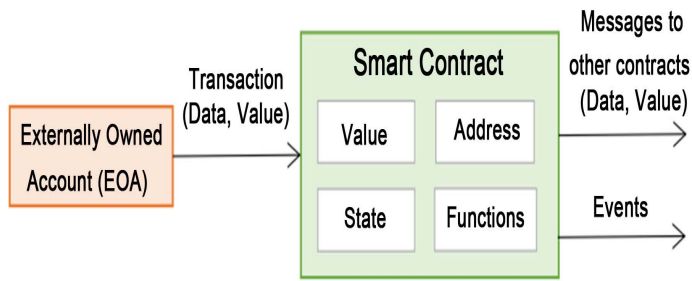 Externally Owned
Account (EOA)
Transaction
(Data, Value)
Smart Contract
Value
Address
State
Functions
Messages to
other contracts
(Data, Value)
Events